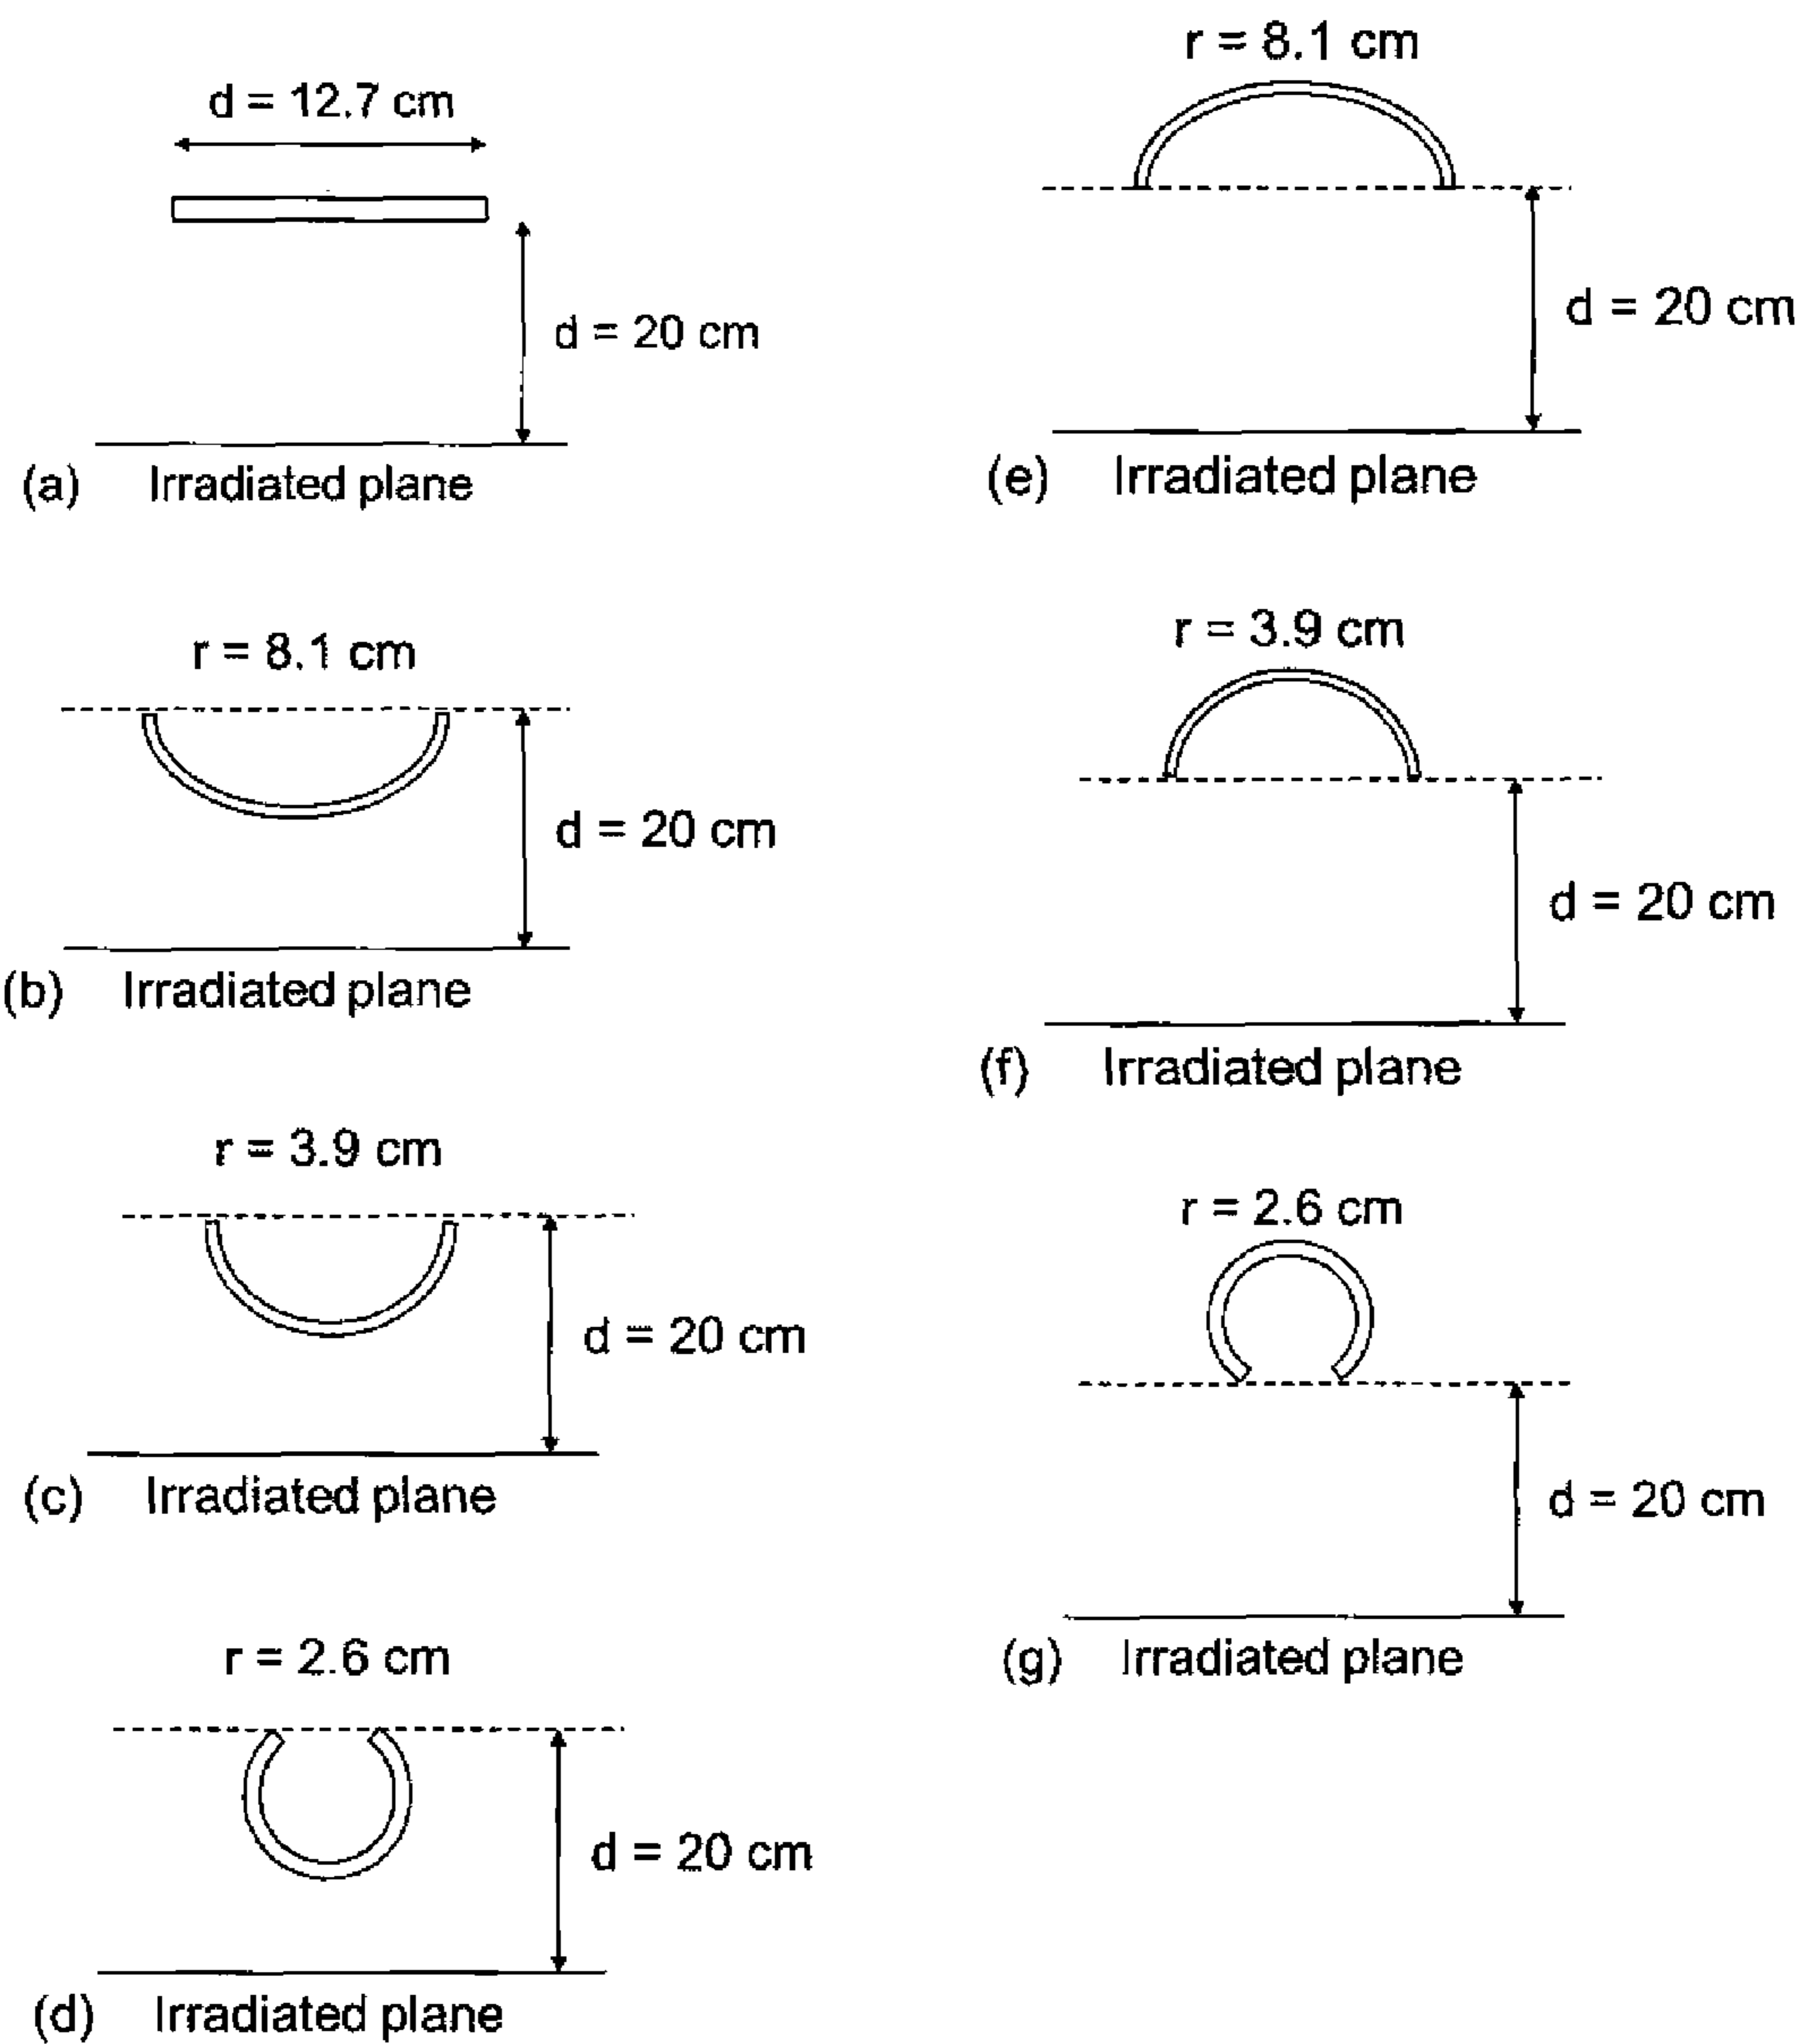 d = 12.7 cm
d = 20 cm
(a) Irradiated plane
r = 8.1 cm
d = 20 cm
(b) Irradiated plane
r = 3.9 cm
d = 20 cm
(c) Irradiated plane
r = 2.6 cm
d = 20 cm
(d) Irradiated plane
r = 8.1 cm
d = 20 cm
(e) Irradiated plane
r = 3.9 cm
d = 20 cm
(f) Irradiated plane
r = 2.6 cm
d = 20 cm
(g) Irradiated plane